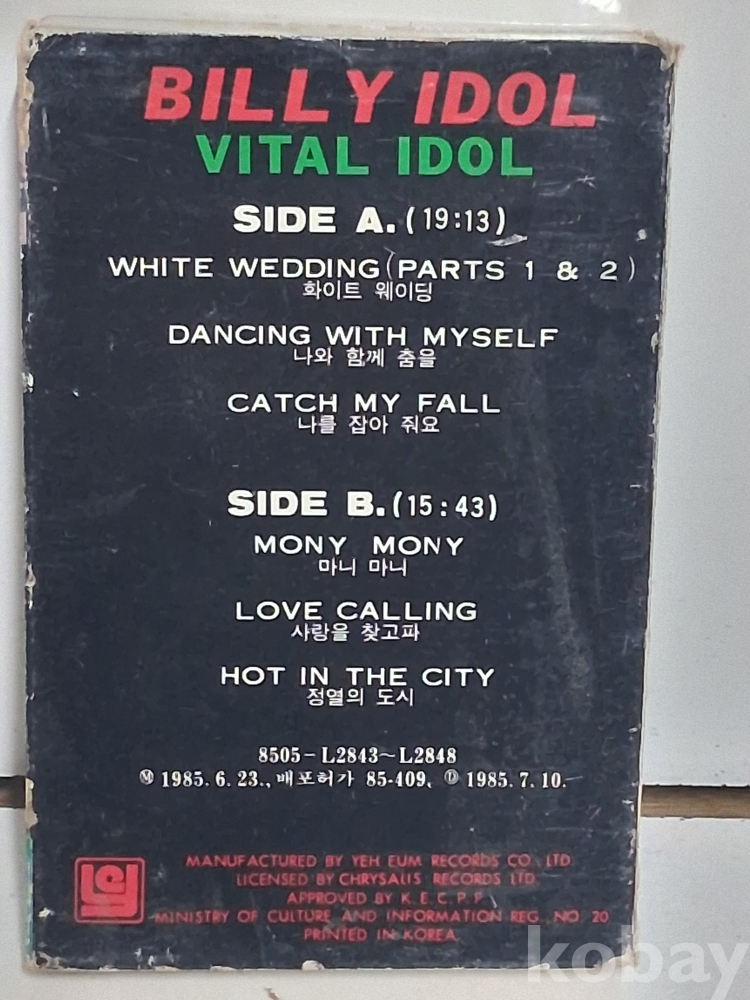 BILLY IDOL
VITAL IDOL
SIDE A. (19:13)
WHITE WEDDING (PARTS 1 & 2)
화이트 웨이딩
DANCING WITH MYSELF
나와 함께 춤을
CATCH MY FALL
나를 잡아 줘요
SIDE B. (15:43)
MONY MONY
마니 마니
LOVE CALLING
사랑을 찾고파
HOT IN THE CITY
정열의 도시
8505-L2843~L2848
Ⓜ 1985. 6. 23., 배포허가 85-409, Ⓓ 1985. 7. 10.
MANUFACTURED BY YEH EUM RECORDS CO. LTD
LICENSED BY CHRYSALIS RECORDS LTD.
APPROVED BY K. E. C. P. P
MINISTRY OF CULTURE AND INFORMATION REG. NO 20
PRINTED IN KOREA
kobay